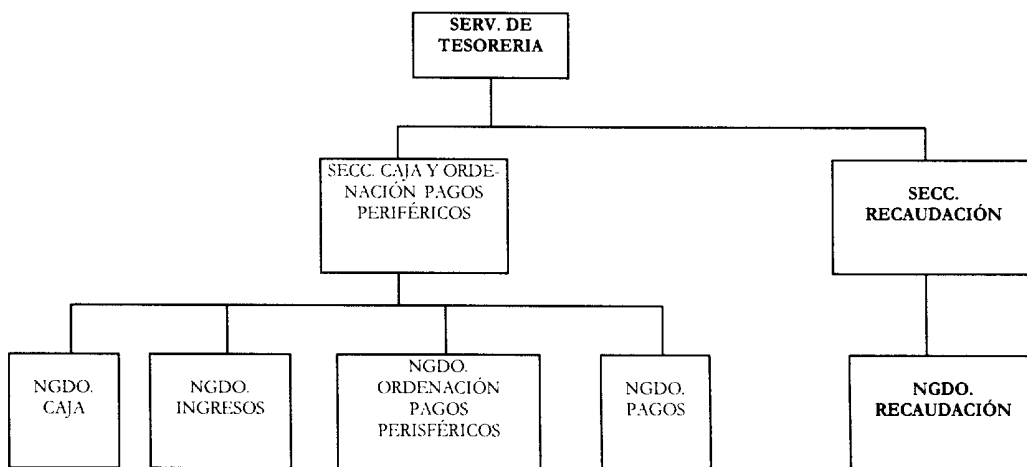 SERV. DE
TESORERIA
SECC. CAJA Y ORDE-
NACIÓN PAGOS
PERIFÉRICOS
SECC.
RECAUDACIÓN
NGDO.
CAJA
NGDO.
INGRESOS
NGDO.
ORDENACIÓN
PAGOS
PERISFÉRICOS
NGDO.
PAGOS
NGDO.
RECAUDACIÓN